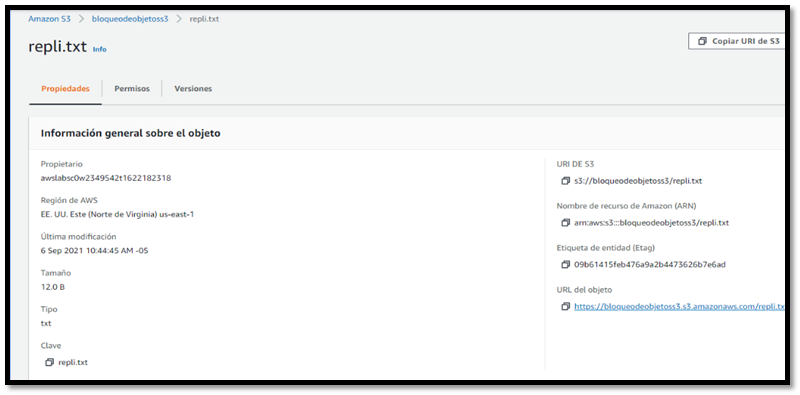 Amazon S3 > bloqueodeobjetoss3 > repli.txt
repli.txt Info
Copiar URI de S3
Propiedades Permisos Versiones
Información general sobre el objeto
Propietario
awslabsc0w2349542t1622182318
Región de AWS
EE. UU. Este (Norte de Virginia) us-east-1
Última modificación
6 Sep 2021 10:44:45 AM -05
Tamaño
12.0 B
Tipo
txt
Clave
repli.txt
URI DE S3
s3://bloqueodeobjetoss3/repli.txt
Nombre de recurso de Amazon (ARN)
arn:aws:s3:::bloqueodeobjetoss3/repli.txt
Etiqueta de entidad (Etag)
09b61415feb476a9a2b4473626b7e6ad
URL del objeto
https://bloqueodeobjetoss3.s3.amazonaws.com/repli.tx